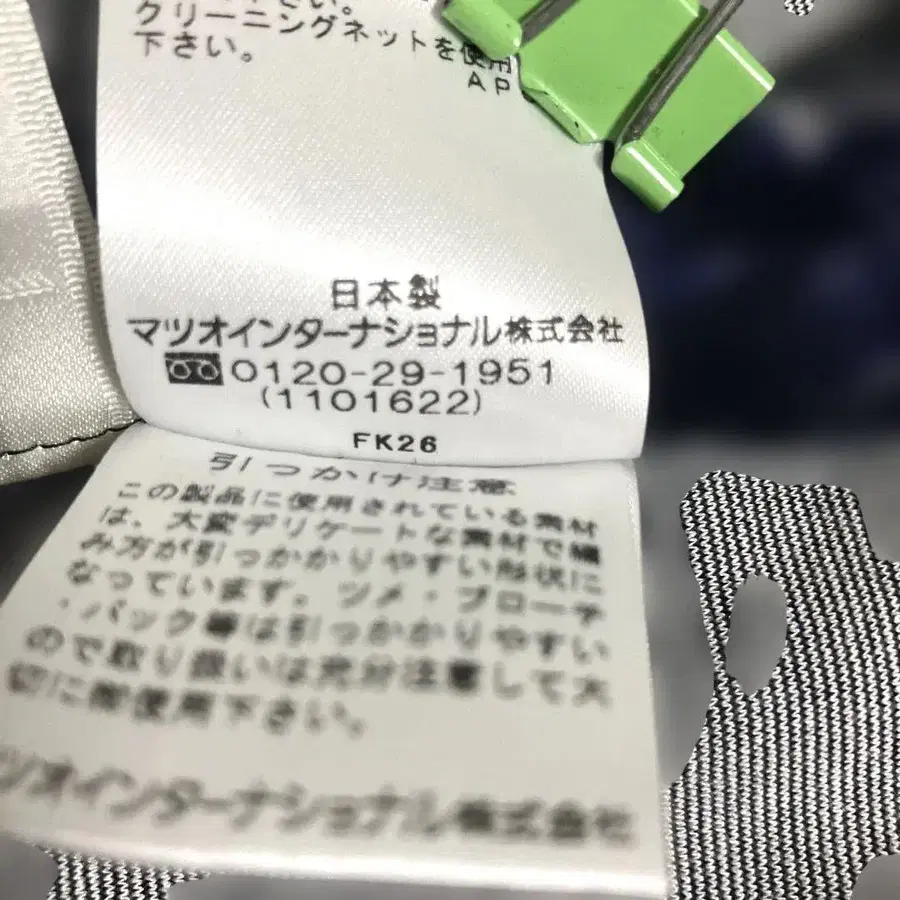 クリーニングネットを使用
下さい。
日本製
マツオインターナショナル株式会社
0120-29-1951
(1101622)
FK26
引っかけ注意
この製品に使用されている素材
は、大変デリケートな素材で編
み方が引っかかりやすい形状に
なっています。ツメ・ブローチ
・バック等は引っかかりやすい
ので取り扱いは充分注意して大
切に御使用下さい。
マツオインターナショナル株式会社